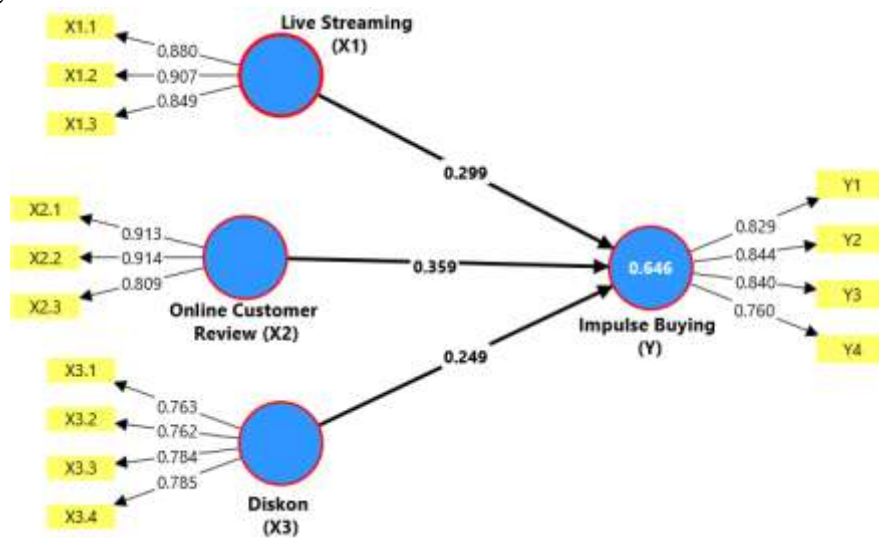 Live Streaming
(X1)
X1.1
0.880
X1.2
0.907
X1.3
0.849
0.299
X2.1
0.913
X2.2
0.914
X2.3
0.809
Online Customer
Review (X2)
0.359
X3.1
0.763
X3.2
0.762
X3.3
0.784
X3.4
0.785
Diskon
(X3)
0.249
0.646
Impulse Buying
(Y)
Y1
0.829
Y2
0.844
Y3
0.840
Y4
0.760